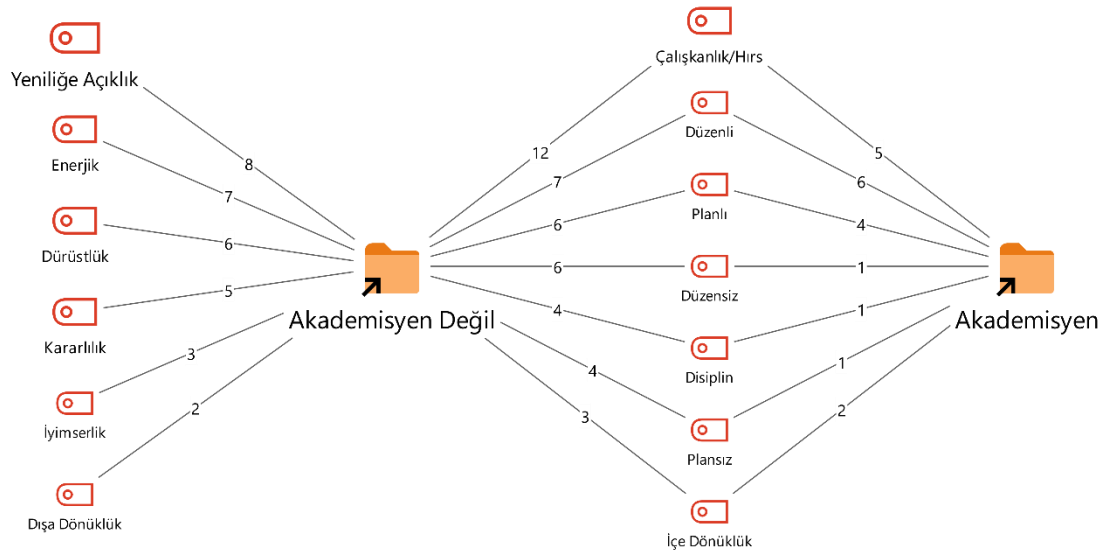 Yeniliğe Açıklık
Enerjik
Dürüstlük
Kararlılık
İyimserlik
Dışa Dönüklük
8
7
6
5
3
2
Akademisyen Değil
12
7
6
6
4
4
3
Çalışkanlık/Hırs
Düzenli
Planlı
Düzensiz
Disiplin
Plansız
İçe Dönüklük
5
6
4
1
1
1
2
Akademisyen